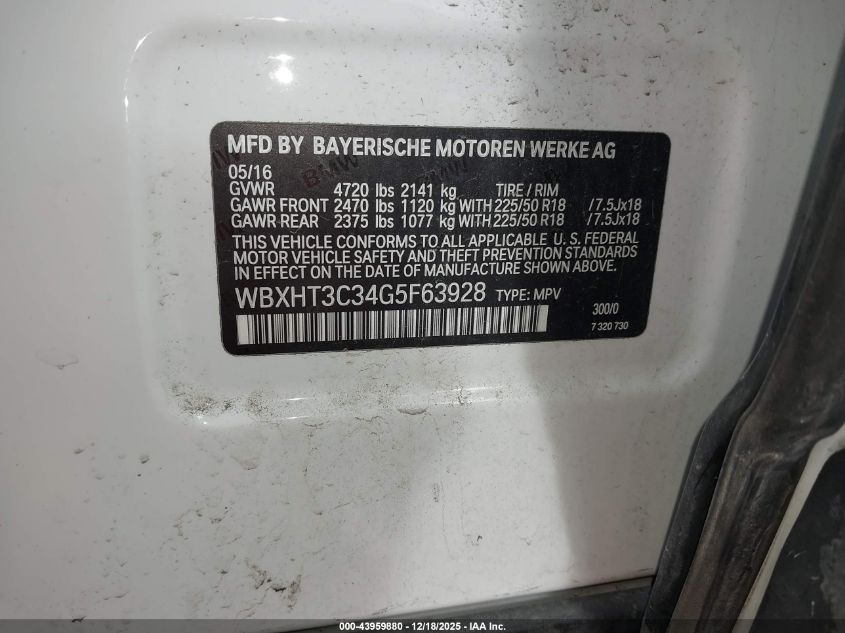 MFD BY BAYERISCHE MOTOREN WERKE AG
05/16
GVWR 4720 lbs 2141 kg TIRE / RIM
GAWR FRONT 2470 lbs 1120 kg WITH 225/50 R18 /7.5Jx18
GAWR REAR 2375 lbs 1077 kg WITH 225/50 R18 /7.5Jx18
THIS VEHICLE CONFORMS TO ALL APPLICABLE U. S. FEDERAL
MOTOR VEHICLE SAFETY AND THEFT PREVENTION STANDARDS
IN EFFECT ON THE DATE OF MANUFACTURE SHOWN ABOVE.
WBXHT3C34G5F63928 TYPE: MPV
300/0
7 320 730
000-43959880 - 12/18/2025 - IAA Inc.